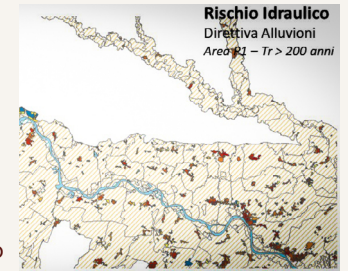 Rischio Idraulico
Direttiva Alluvioni
Area P1 – Tr > 200 anni